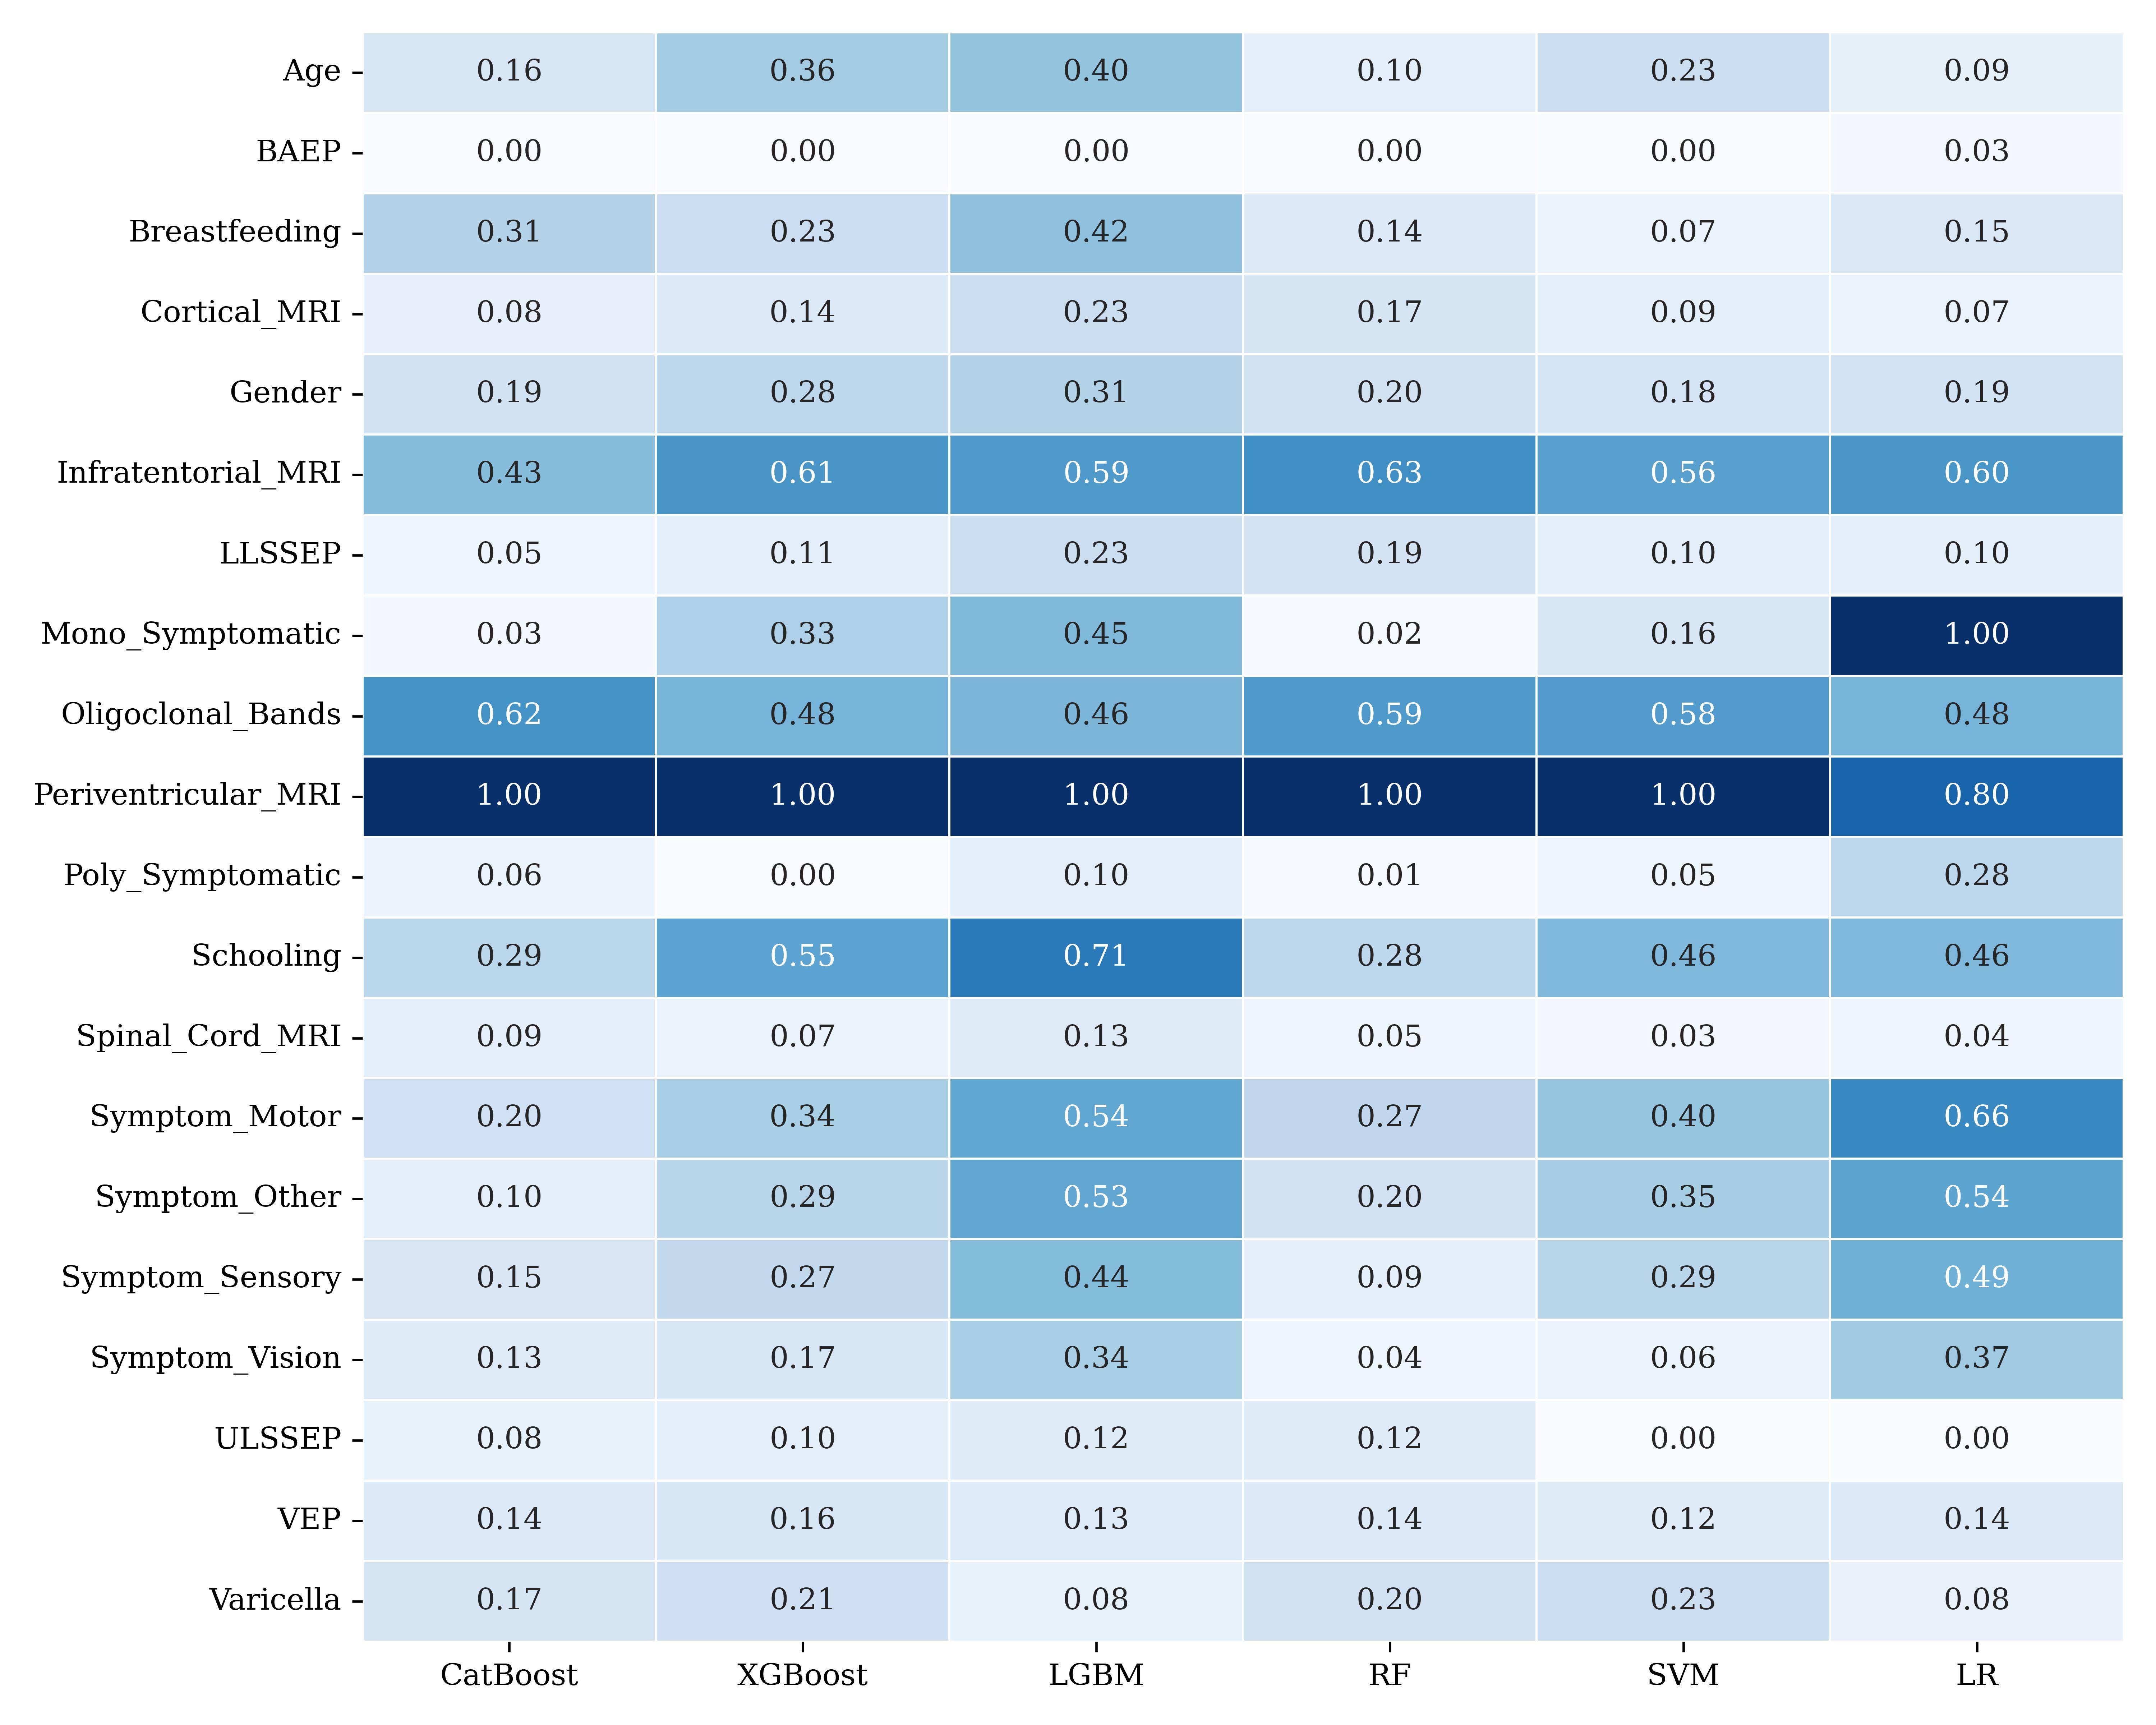 Age 0.16 0.36 0.40 0.10 0.23 0.09
BAEP 0.00 0.00 0.00 0.00 0.00 0.03
Breastfeeding 0.31 0.23 0.42 0.14 0.07 0.15
Cortical_MRI 0.08 0.14 0.23 0.17 0.09 0.07
Gender 0.19 0.28 0.31 0.20 0.18 0.19
Infratentorial_MRI 0.43 0.61 0.59 0.63 0.56 0.60
LLSSEP 0.05 0.11 0.23 0.19 0.10 0.10
Mono_Symptomatic 0.03 0.33 0.45 0.02 0.16 1.00
Oligoclonal_Bands 0.62 0.48 0.46 0.59 0.58 0.48
Periventricular_MRI 1.00 1.00 1.00 1.00 1.00 0.80
Poly_Symptomatic 0.06 0.00 0.10 0.01 0.05 0.28
Schooling 0.29 0.55 0.71 0.28 0.46 0.46
Spinal_Cord_MRI 0.09 0.07 0.13 0.05 0.03 0.04
Symptom_Motor 0.20 0.34 0.54 0.27 0.40 0.66
Symptom_Other 0.10 0.29 0.53 0.20 0.35 0.54
Symptom_Sensory 0.15 0.27 0.44 0.09 0.29 0.49
Symptom_Vision 0.13 0.17 0.34 0.04 0.06 0.37
ULSSEP 0.08 0.10 0.12 0.12 0.00 0.00
VEP 0.14 0.16 0.13 0.14 0.12 0.14
Varicella 0.17 0.21 0.08 0.20 0.23 0.08
CatBoost XGBoost LGBM RF SVM LR